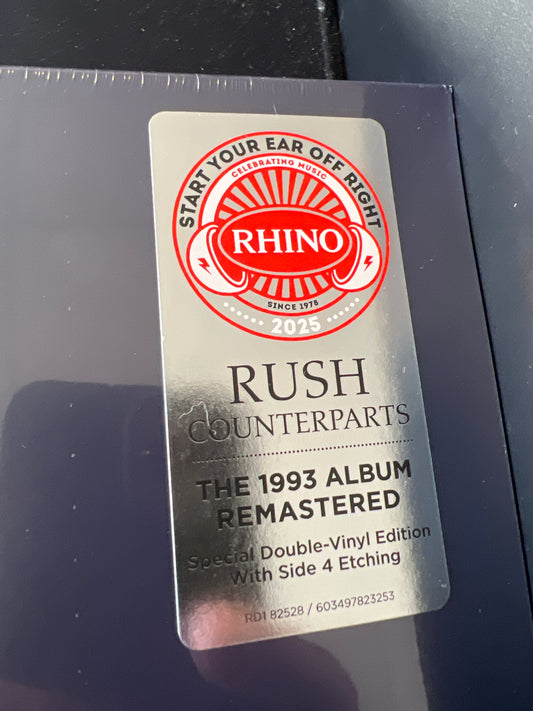 START YOUR EAR OFF RIGHT
CELEBRATING MUSIC
RHINO
SINCE 1978
2025
RUSH
COUNTERPARTS
THE 1993 ALBUM
REMASTERED
Special Double-Vinyl Edition
With Side 4 Etching
RD1 82528 / 603497823253